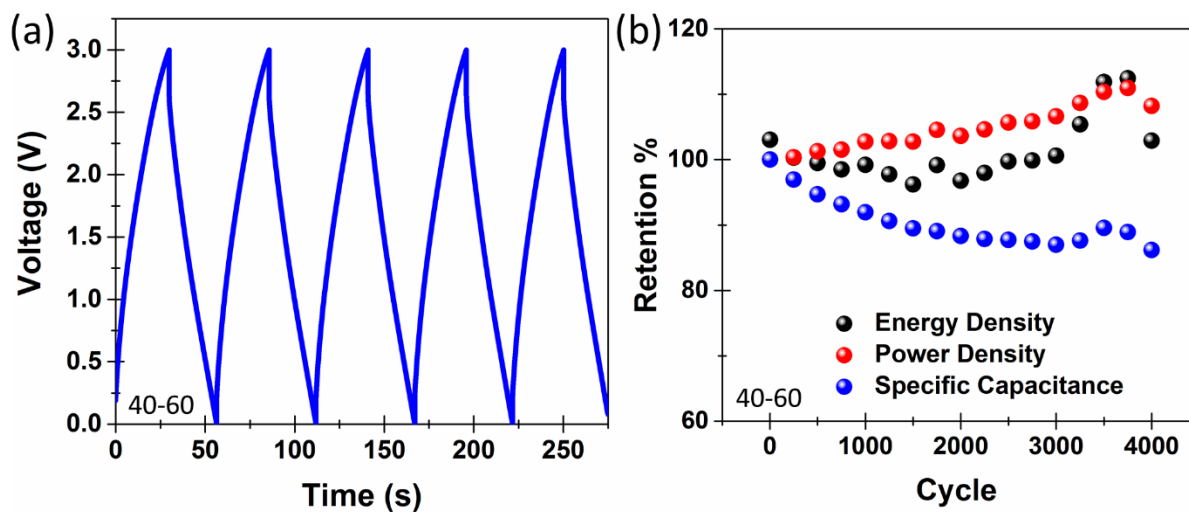 (a)
3.0
2.5
2.0
1.5
1.0
0.5
0.0
Voltage (V)
40-60
0 50 100 150 200 250
Time (s)
(b)
120
100
80
60
Retention %
Energy Density
Power Density
Specific Capacitance
40-60
0 1000 2000 3000 4000
Cycle